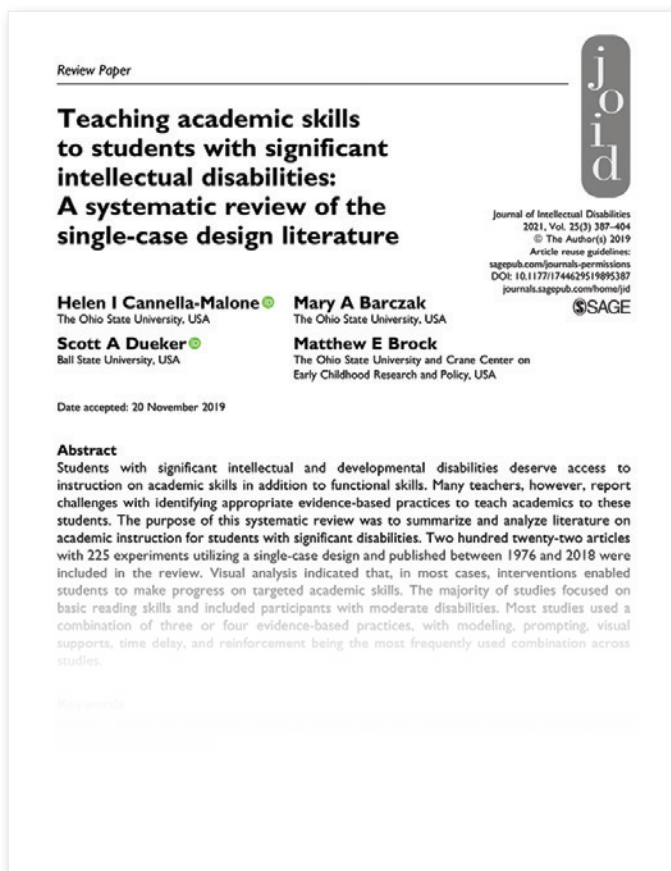 Review Paper
joid
Teaching academic skills
to students with significant
intellectual disabilities:
A systematic review of the
single-case design literature
Journal of Intellectual Disabilities
2021, Vol. 25(3) 387–404
© The Author(s) 2019
Article reuse guidelines:
sagepub.com/journals-permissions
DOI: 10.1177/1744629519895387
journals.sagepub.com/home/jid
SAGE
Helen I Cannella-Malone
The Ohio State University, USA
Mary A Barczak
The Ohio State University, USA
Scott A Dueker
Ball State University, USA
Matthew E Brock
The Ohio State University and Crane Center on
Early Childhood Research and Policy, USA
Date accepted: 20 November 2019
Abstract
Students with significant intellectual and developmental disabilities deserve access to
instruction on academic skills in addition to functional skills. Many teachers, however, report
challenges with identifying appropriate evidence-based practices to teach academics to these
students. The purpose of this systematic review was to summarize and analyze literature on
academic instruction for students with significant disabilities. Two hundred twenty-two articles
with 225 experiments utilizing a single-case design and published between 1976 and 2018 were
included in the review. Visual analysis indicated that, in most cases, interventions enabled
students to make progress on targeted academic skills. The majority of studies focused on
basic reading skills and included participants with moderate disabilities. Most studies used a
combination of three or four evidence-based practices, with modeling, prompting, visual
supports, time delay, and reinforcement being the most frequently used combination across
studies.
Keywords